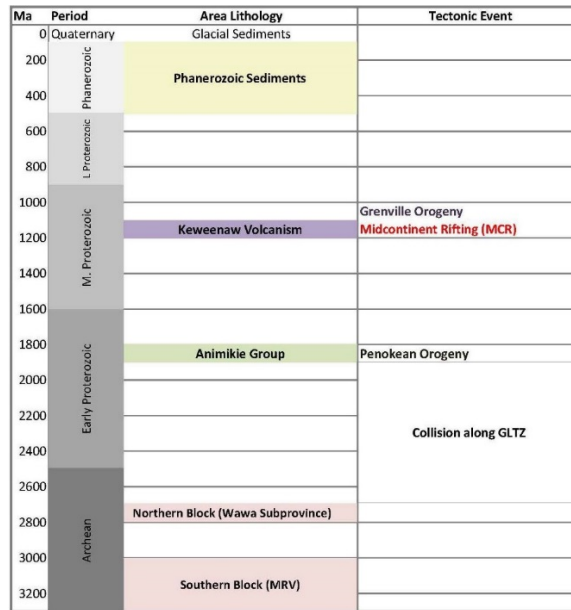 Ma Period Area Lithology Tectonic Event
0 Quaternary Glacial Sediments
200
Phanerozoic
Phanerozoic Sediments
400
600
L Proterozoic
800
1000
Grenville Orogeny
Keweenaw Volcanism Midcontinent Rifting (MCR)
1200
M. Proterozoic
1400
1600
1800
Animikie Group Penokean Orogeny
2000
Early Proterozoic
2200
Collision along GLTZ
2400
2600
Northern Block (Wawa Subprovince)
2800
Archean
3000
Southern Block (MRV)
3200